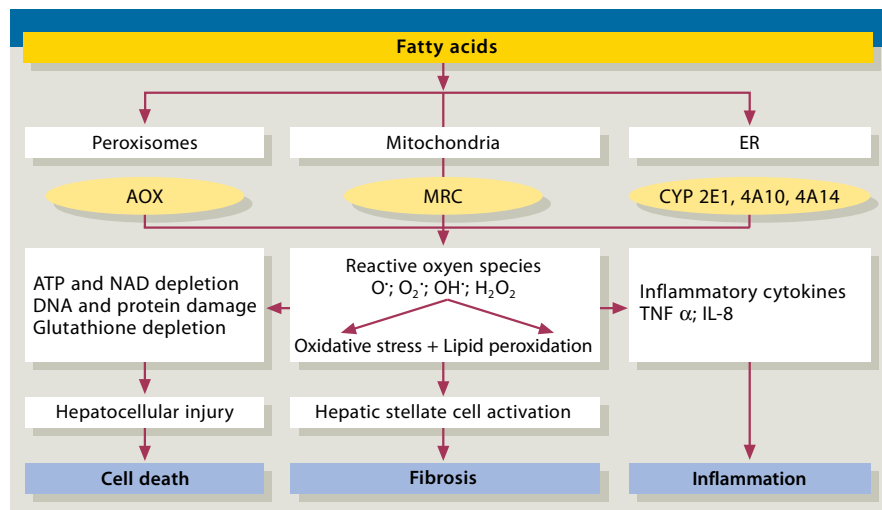 Fatty acids
Peroxisomes
Mitochondria
ER
AOX
MRC
CYP 2E1, 4A10, 4A14
ATP and NAD depletion
DNA and protein damage
Glutathione depletion
Reactive oxyen species
O•; O₂•; OH•; H₂O₂
Oxidative stress + Lipid peroxidation
Inflammatory cytokines
TNF α; IL-8
Hepatocellular injury
Hepatic stellate cell activation
Cell death
Fibrosis
Inflammation